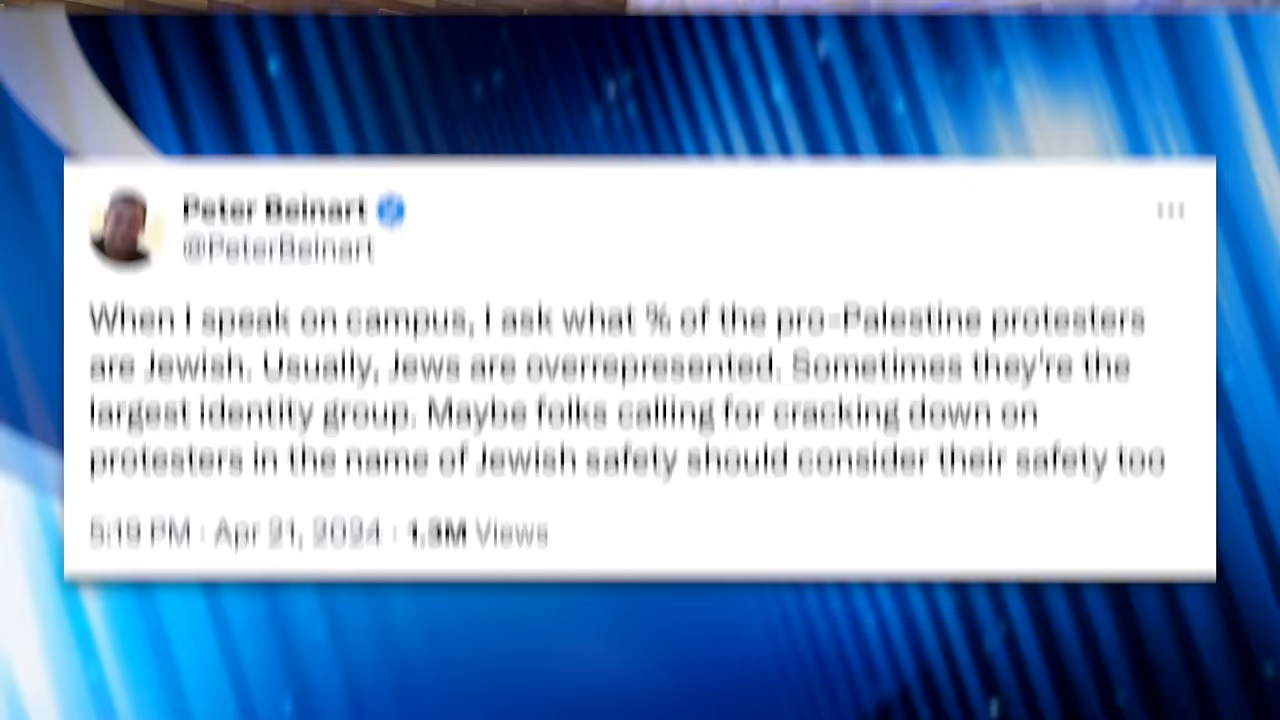 Peter Beinart
@PeterBeinart
When I speak on campus, I ask what % of the pro-Palestine protesters
are Jewish. Usually, Jews are overrepresented. Sometimes they're the
largest identity group. Maybe folks calling for cracking down on
protesters in the name of Jewish safety should consider their safety too
5:19 PM · Apr 21, 2024 · 1.3M Views